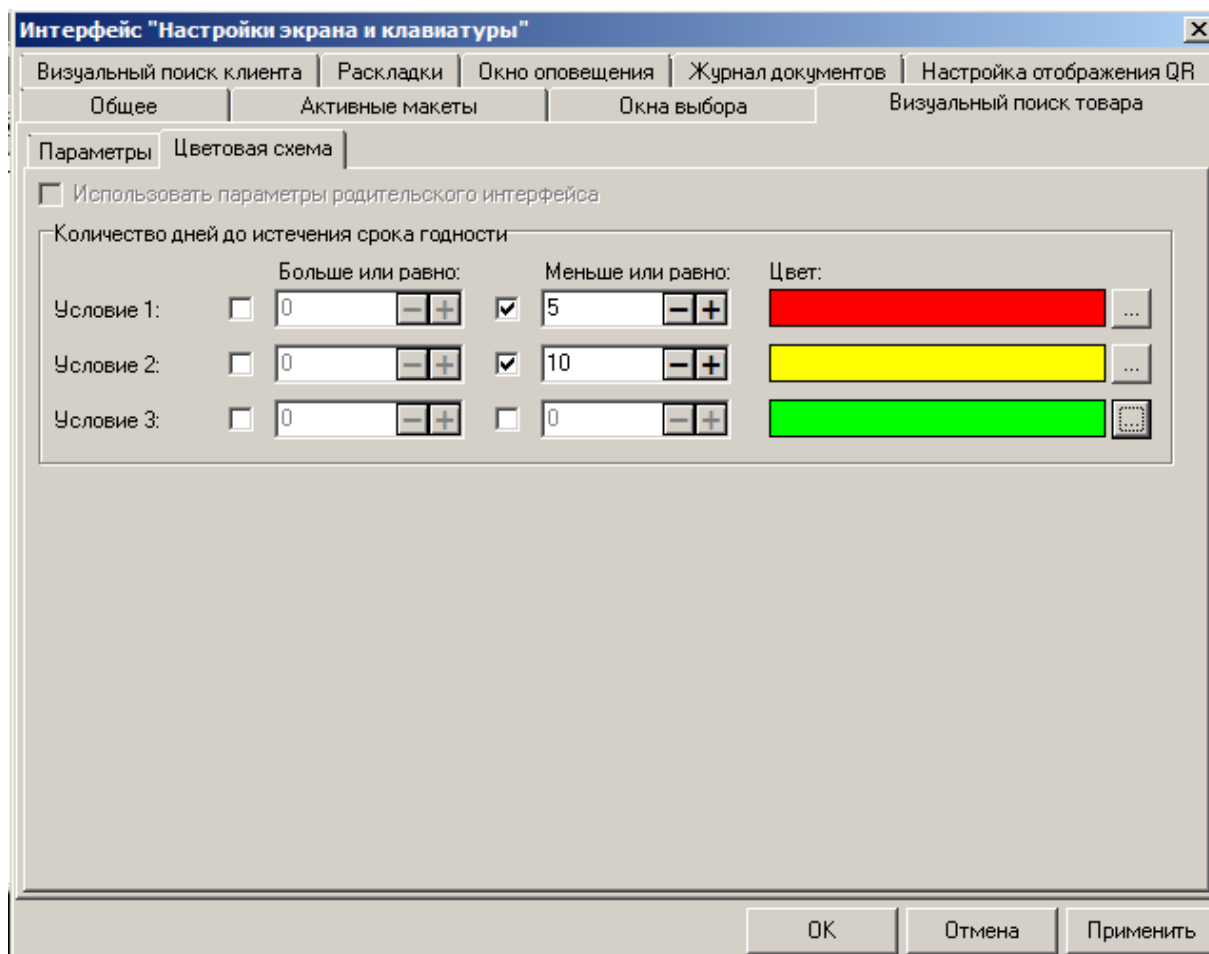 Интерфейс "Настройки экрана и клавиатуры"
Визуальный поиск клиента Раскладки Окно оповещения Журнал документов Настройка отображения QR
Общее Активные макеты Окна выбора Визуальный поиск товара
Параметры Цветовая схема
Использовать параметры родительского интерфейса
Количество дней до истечения срока годности
Больше или равно: Меньше или равно: Цвет:
Условие 1: 0 5 ...
Условие 2: 0 10 ...
Условие 3: 0 0 ...
OK Отмена Применить